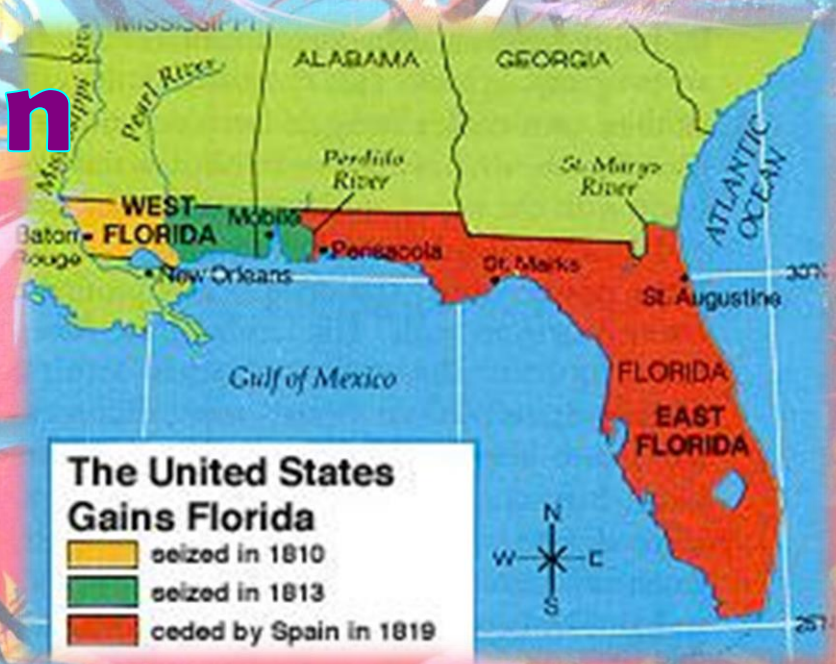 MISSISSIPPI
ALABAMA
GEORGIA
n
Mississippi River
Pearl River
Perdido
River
St. Marys
River
ATLANTIC
OCEAN
WEST
FLORIDA
Mobile
Baton
Rouge
Pensacola
New Orleans
St. Marks
30°
St. Augustine
Gulf of Mexico
FLORIDA
EAST
FLORIDA
The United States
Gains Florida
seized in 1810
seized in 1813
ceded by Spain in 1819
N
W
E
S
25°